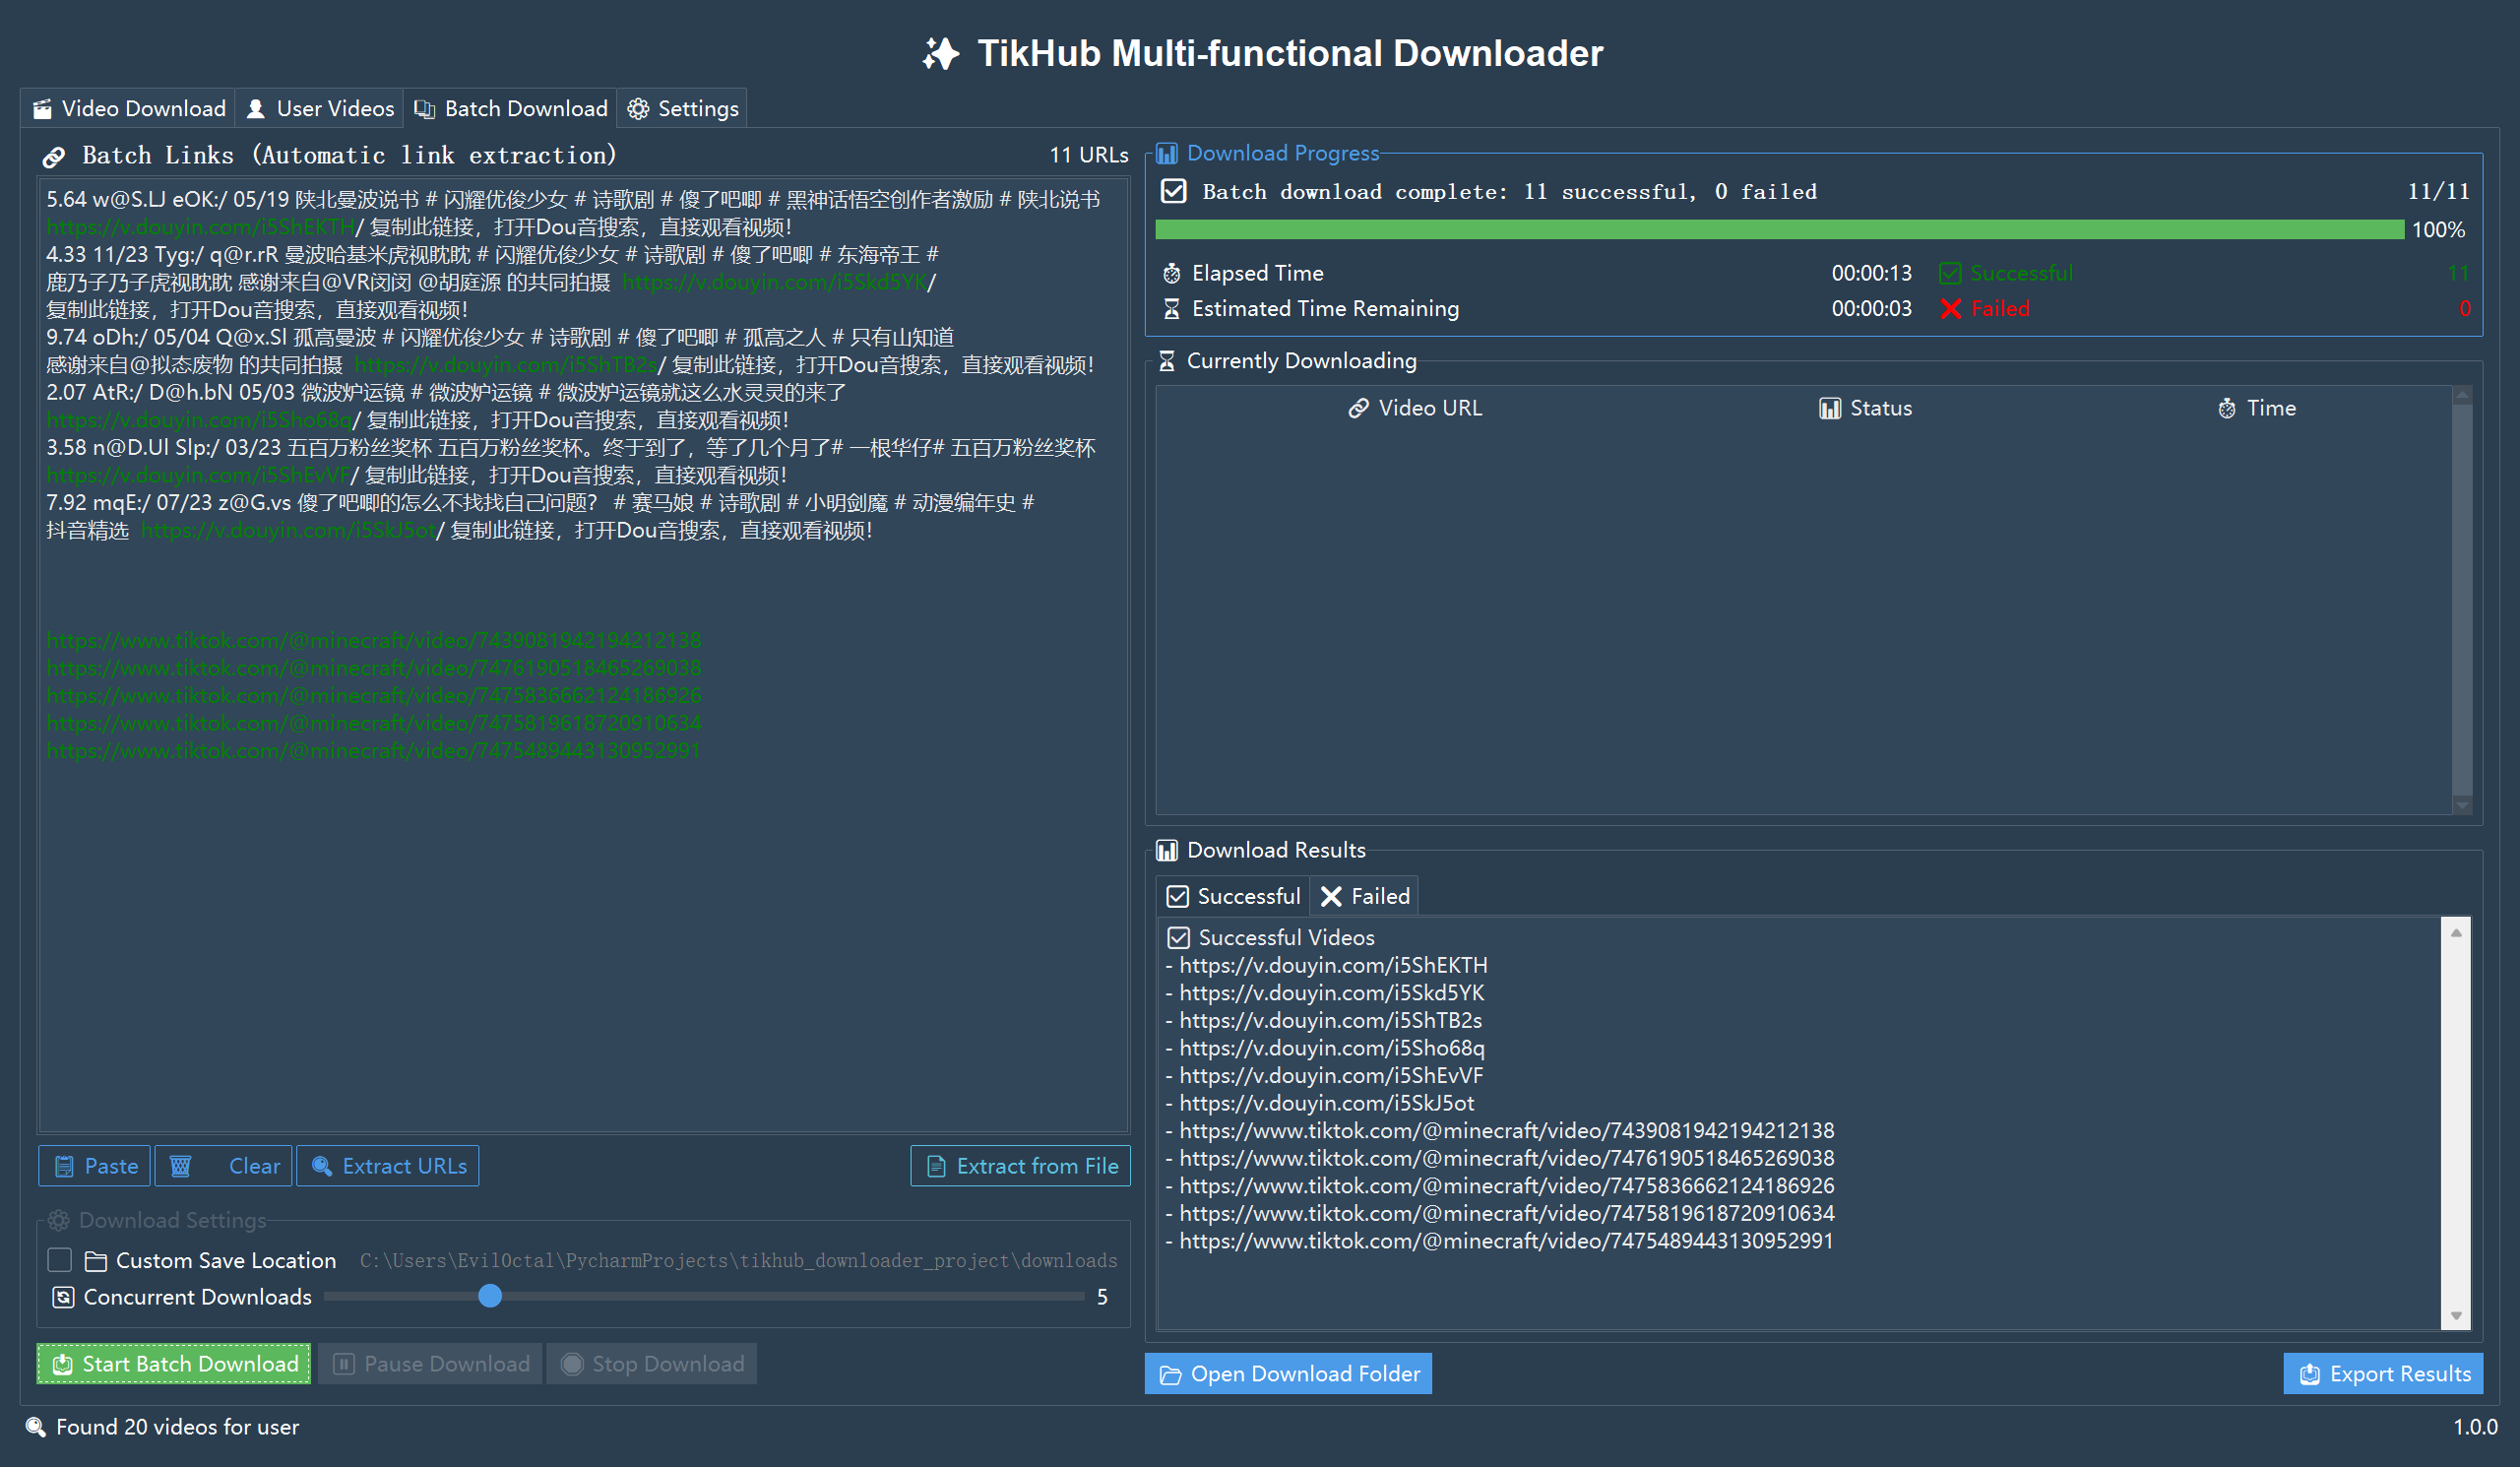 TikHub Multi-functional Downloader
Video Download
User Videos
Batch Download
Settings
Batch Links (Automatic link extraction)
11 URLs
5.64 w@S.LJ eOK:/ 05/19 陕北曼波说书 # 闪耀优俊少女 # 诗歌剧 # 傻了吧唧 # 黑神话悟空创作者激励 # 陕北说书
https://v.douyin.com/i5ShEKTH/ 复制此链接，打开Dou音搜索，直接观看视频！
4.33 11/23 Tyg:/ q@r.rR 曼波哈基米虎视眈眈 # 闪耀优俊少女 # 诗歌剧 # 傻了吧唧 # 东海帝王 #
鹿乃子乃子虎视眈眈 感谢来自@VR闵闵 @胡庭源 的共同拍摄 https://v.douyin.com/i5Skd5YK/
复制此链接，打开Dou音搜索，直接观看视频！
9.74 oDh:/ 05/04 Q@x.Sl 孤高曼波 # 闪耀优俊少女 # 诗歌剧 # 傻了吧唧 # 孤高之人 # 只有山知道
感谢来自@拟态废物 的共同拍摄 https://v.douyin.com/i5ShTB2s/ 复制此链接，打开Dou音搜索，直接观看视频！
2.07 AtR:/ D@h.bN 05/03 微波炉运镜 # 微波炉运镜 # 微波炉运镜就这么水灵灵的来了
https://v.douyin.com/i5Sho68q/ 复制此链接，打开Dou音搜索，直接观看视频！
3.58 n@D.Ul Slp:/ 03/23 五百万粉丝奖杯 五百万粉丝奖杯。终于到了，等了几个月了# 一根华仔# 五百万粉丝奖杯
https://v.douyin.com/i5ShEvVF/ 复制此链接，打开Dou音搜索，直接观看视频！
7.92 mqE:/ 07/23 z@G.vs 傻了吧唧的怎么不找找自己问题？ # 赛马娘 # 诗歌剧 # 小明剑魔 # 动漫编年史 #
抖音精选 https://v.douyin.com/i5SkJ5ot/ 复制此链接，打开Dou音搜索，直接观看视频！
https://www.tiktok.com/@minecraft/video/7439081942194212138
https://www.tiktok.com/@minecraft/video/7476190518465269038
https://www.tiktok.com/@minecraft/video/7475836662124186926
https://www.tiktok.com/@minecraft/video/7475819618720910634
https://www.tiktok.com/@minecraft/video/7475489443130952991
Paste
Clear
Extract URLs
Extract from File
Download Settings
Custom Save Location C:\Users\EvilOctal\PycharmProjects\tikhub_downloader_project\downloads
Concurrent Downloads 5
Start Batch Download
Pause Download
Stop Download
Download Progress
Batch download complete: 11 successful, 0 failed 11/11
100%
Elapsed Time 00:00:13 Successful 11
Estimated Time Remaining 00:00:03 Failed 0
Currently Downloading
Video URL Status Time
Download Results
Successful
Failed
Successful Videos
- https://v.douyin.com/i5ShEKTH
- https://v.douyin.com/i5Skd5YK
- https://v.douyin.com/i5ShTB2s
- https://v.douyin.com/i5Sho68q
- https://v.douyin.com/i5ShEvVF
- https://v.douyin.com/i5SkJ5ot
- https://www.tiktok.com/@minecraft/video/7439081942194212138
- https://www.tiktok.com/@minecraft/video/7476190518465269038
- https://www.tiktok.com/@minecraft/video/7475836662124186926
- https://www.tiktok.com/@minecraft/video/7475819618720910634
- https://www.tiktok.com/@minecraft/video/7475489443130952991
Open Download Folder
Export Results
Found 20 videos for user
1.0.0